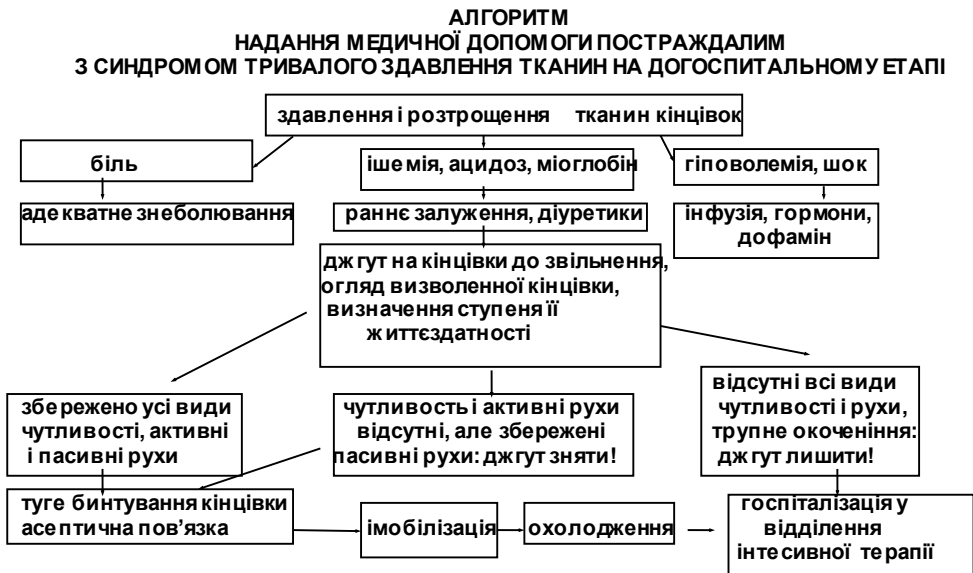 АЛГОРИТМ
НАДАННЯ МЕДИЧНОЇ ДОПОМОГИ ПОСТРАЖДАЛИМ
З СИНДРОМОМ ТРИВАЛОГО ЗДАВЛЕННЯ ТКАНИН НА ДОГОСПИТАЛЬНОМУ ЕТАПІ
здавлення і розтрощення тканин кінцівок
біль
ішемія, ацидоз, міоглобін
гіповолемія, шок
адекватне знеболювання
раннє залуження, діуретики
інфузія, гормони,
дофамін
джгут на кінцівки до звільнення,
огляд визволенної кінцівки,
визначення ступеня її
життєздатності
збережено усі види
чутливості, активні
і пасивні рухи
чутливость і активні рухи
відсутні, але збережені
пасивні рухи: джгут зняти!
відсутні всі види
чутливості і рухи,
трупне окоченіння:
джгут лишити!
туге бинтування кінцівки
асептична пов’язка
імобілізація
охолодження
госпіталізація у
відділення
інтесивної терапії